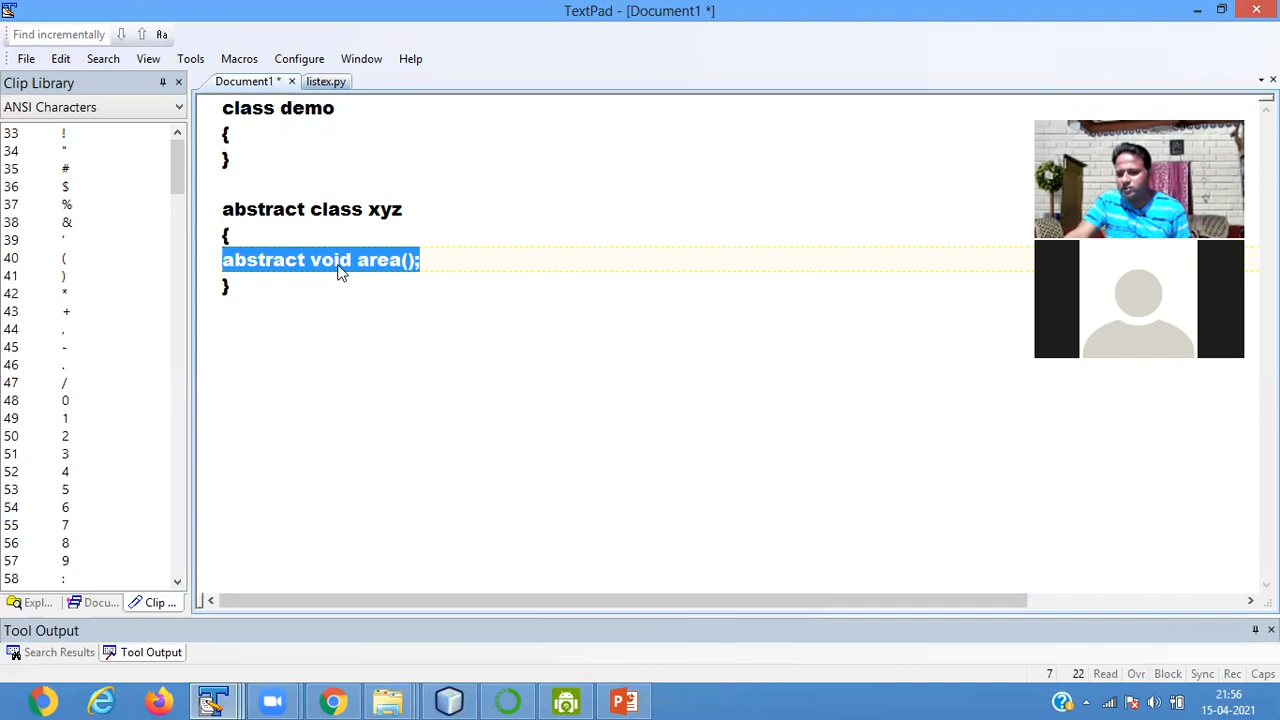 TextPad - [Document1 *]
Find incrementally
Aa
File Edit Search View Tools Macros Configure Window Help
Clip Library
Document1 *
listex.py
ANSI Characters
33 !
34 "
35 #
36 $
37 %
38 &
39 '
40 (
41 )
42 *
43 +
44 ,
45 -
46 .
47 /
48 0
49 1
50 2
51 3
52 4
53 5
54 6
55 7
56 8
57 9
58 :
class demo
{
}
abstract class xyz
{
abstract void area();
}
Expl...
Docu...
Clip ...
Tool Output
Search Results
Tool Output
7 22 Read Ovr Block Sync Rec Caps
21:56
15-04-2021